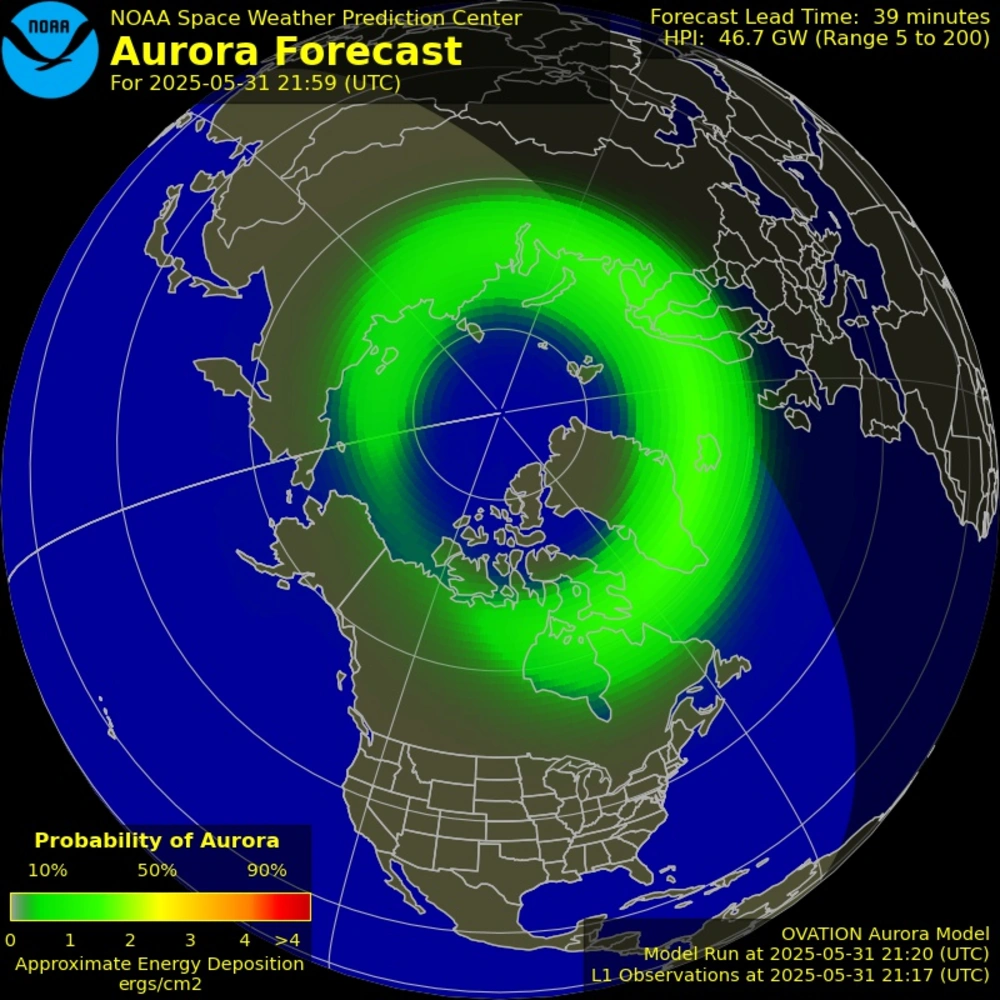 NOAA
NOAA Space Weather Prediction Center
Aurora Forecast
For 2025-05-31 21:59 (UTC)
Forecast Lead Time: 39 minutes
HPI: 46.7 GW (Range 5 to 200)
Probability of Aurora
10% 50% 90%
0 1 2 3 4 >4
Approximate Energy Deposition
ergs/cm2
OVATION Aurora Model
Model Run at 2025-05-31 21:20 (UTC)
L1 Observations at 2025-05-31 21:17 (UTC)